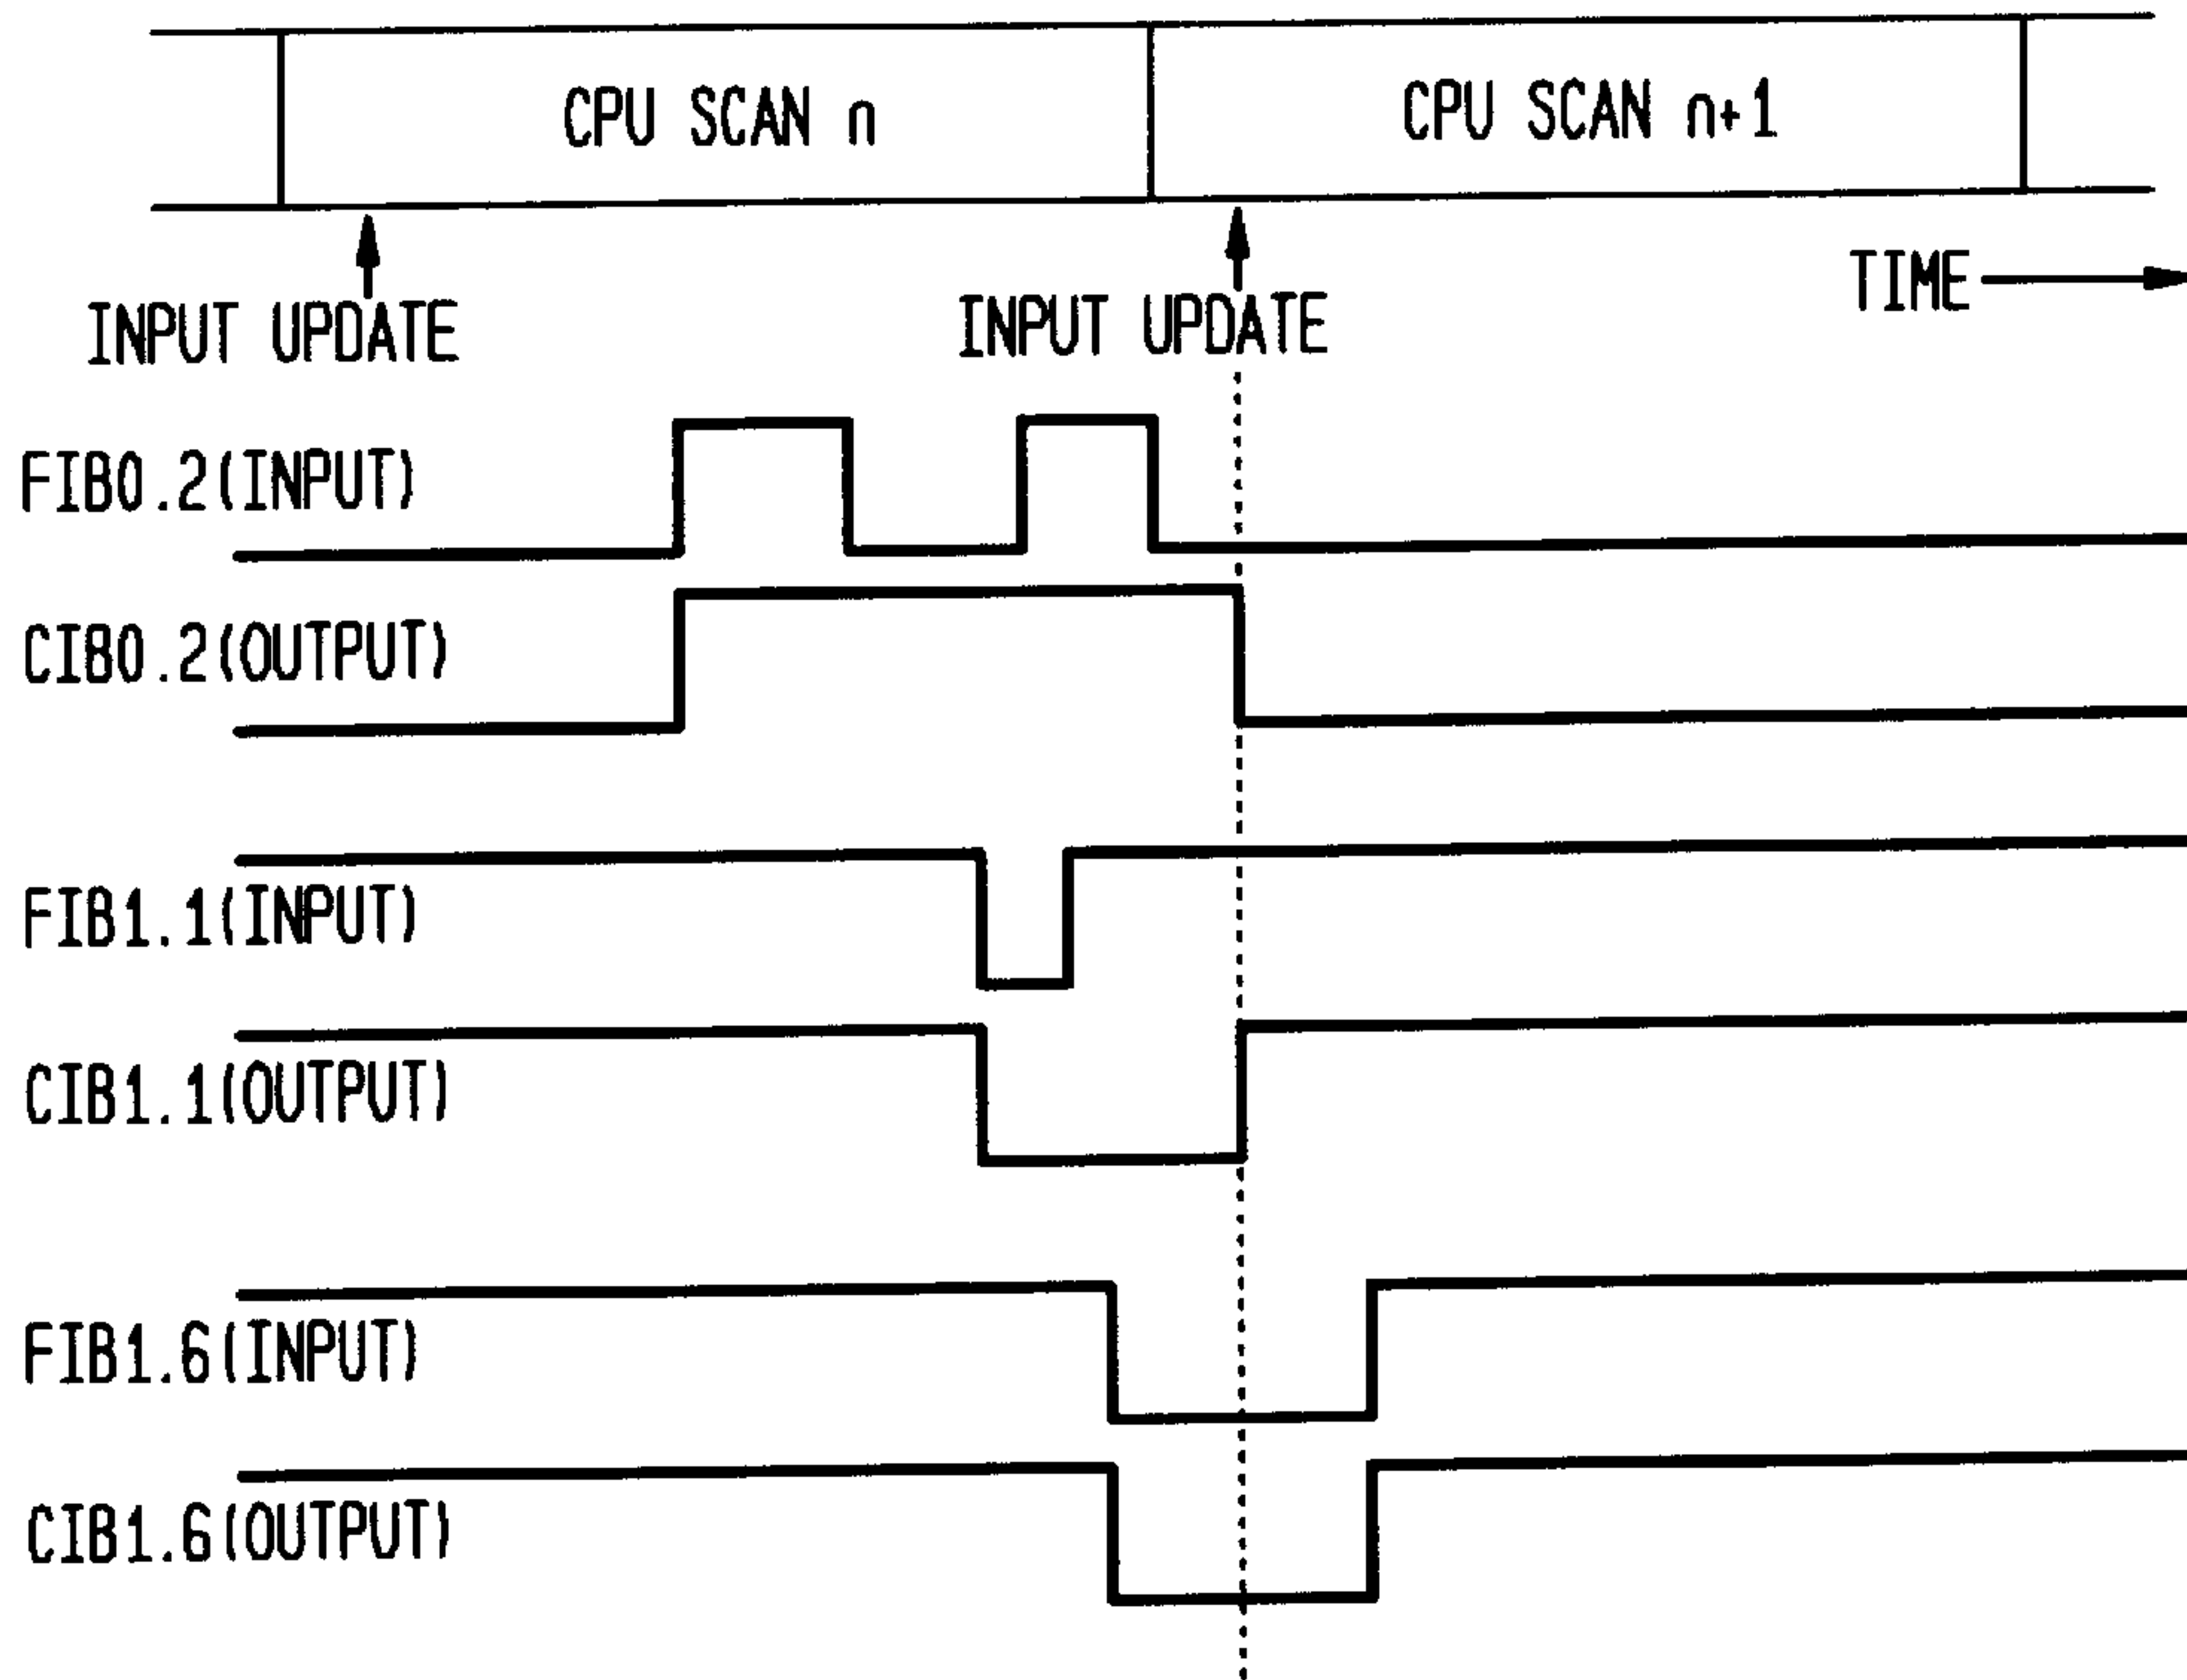 CPU SCAN n
CPU SCAN n+1
INPUT UPDATE
INPUT UPDATE
TIME
FIB0.2(INPUT)
CIB0.2(OUTPUT)
FIB1.1(INPUT)
CIB1.1(OUTPUT)
FIB1.6(INPUT)
CIB1.6(OUTPUT)